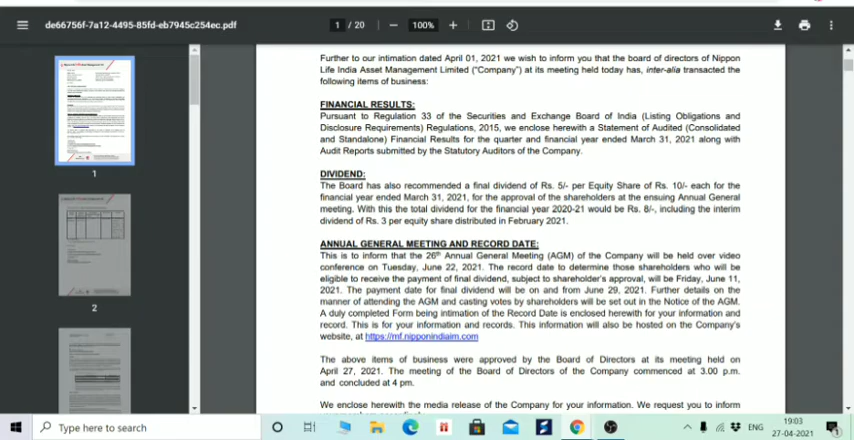 de66756f-7a12-4495-85fd-eb7945c254ec.pdf
1 / 20
100%
Further to our intimation dated April 01, 2021 we wish to inform you that the board of directors of Nippon
Life India Asset Management Limited ("Company") at its meeting held today has, inter-alia transacted the
following items of business:
FINANCIAL RESULTS:
Pursuant to Regulation 33 of the Securities and Exchange Board of India (Listing Obligations and
Disclosure Requirements) Regulations, 2015, we enclose herewith a Statement of Audited (Consolidated
and Standalone) Financial Results for the quarter and financial year ended March 31, 2021 along with
Audit Reports submitted by the Statutory Auditors of the Company.
DIVIDEND:
The Board has also recommended a final dividend of Rs. 5/- per Equity Share of Rs. 10/- each for the
financial year ended March 31, 2021, for the approval of the shareholders at the ensuing Annual General
meeting. With this the total dividend for the financial year 2020-21 would be Rs. 8/-, including the interim
dividend of Rs. 3 per equity share distributed in February 2021.
ANNUAL GENERAL MEETING AND RECORD DATE:
This is to inform that the 26th Annual General Meeting (AGM) of the Company will be held over video
conference on Tuesday, June 22, 2021. The record date to determine those shareholders who will be
eligible to receive the payment of final dividend, subject to shareholder's approval, will be Friday, June 11,
2021. The payment date for final dividend will be on and from June 29, 2021. Further details on the
manner of attending the AGM and casting votes by shareholders will be set out in the Notice of the AGM.
A duly completed Form being intimation of the Record Date is enclosed herewith for your information and
record. This is for your information and records. This information will also be hosted on the Company's
website, at https://mf.nipponindiaim.com
The above items of business were approved by the Board of Directors at its meeting held on
April 27, 2021. The meeting of the Board of Directors of the Company commenced at 3.00 p.m.
and concluded at 4 pm.
We enclose herewith the media release of the Company for your information. We request you to inform
1
2
Type here to search
ENG
19:03
27-04-2021